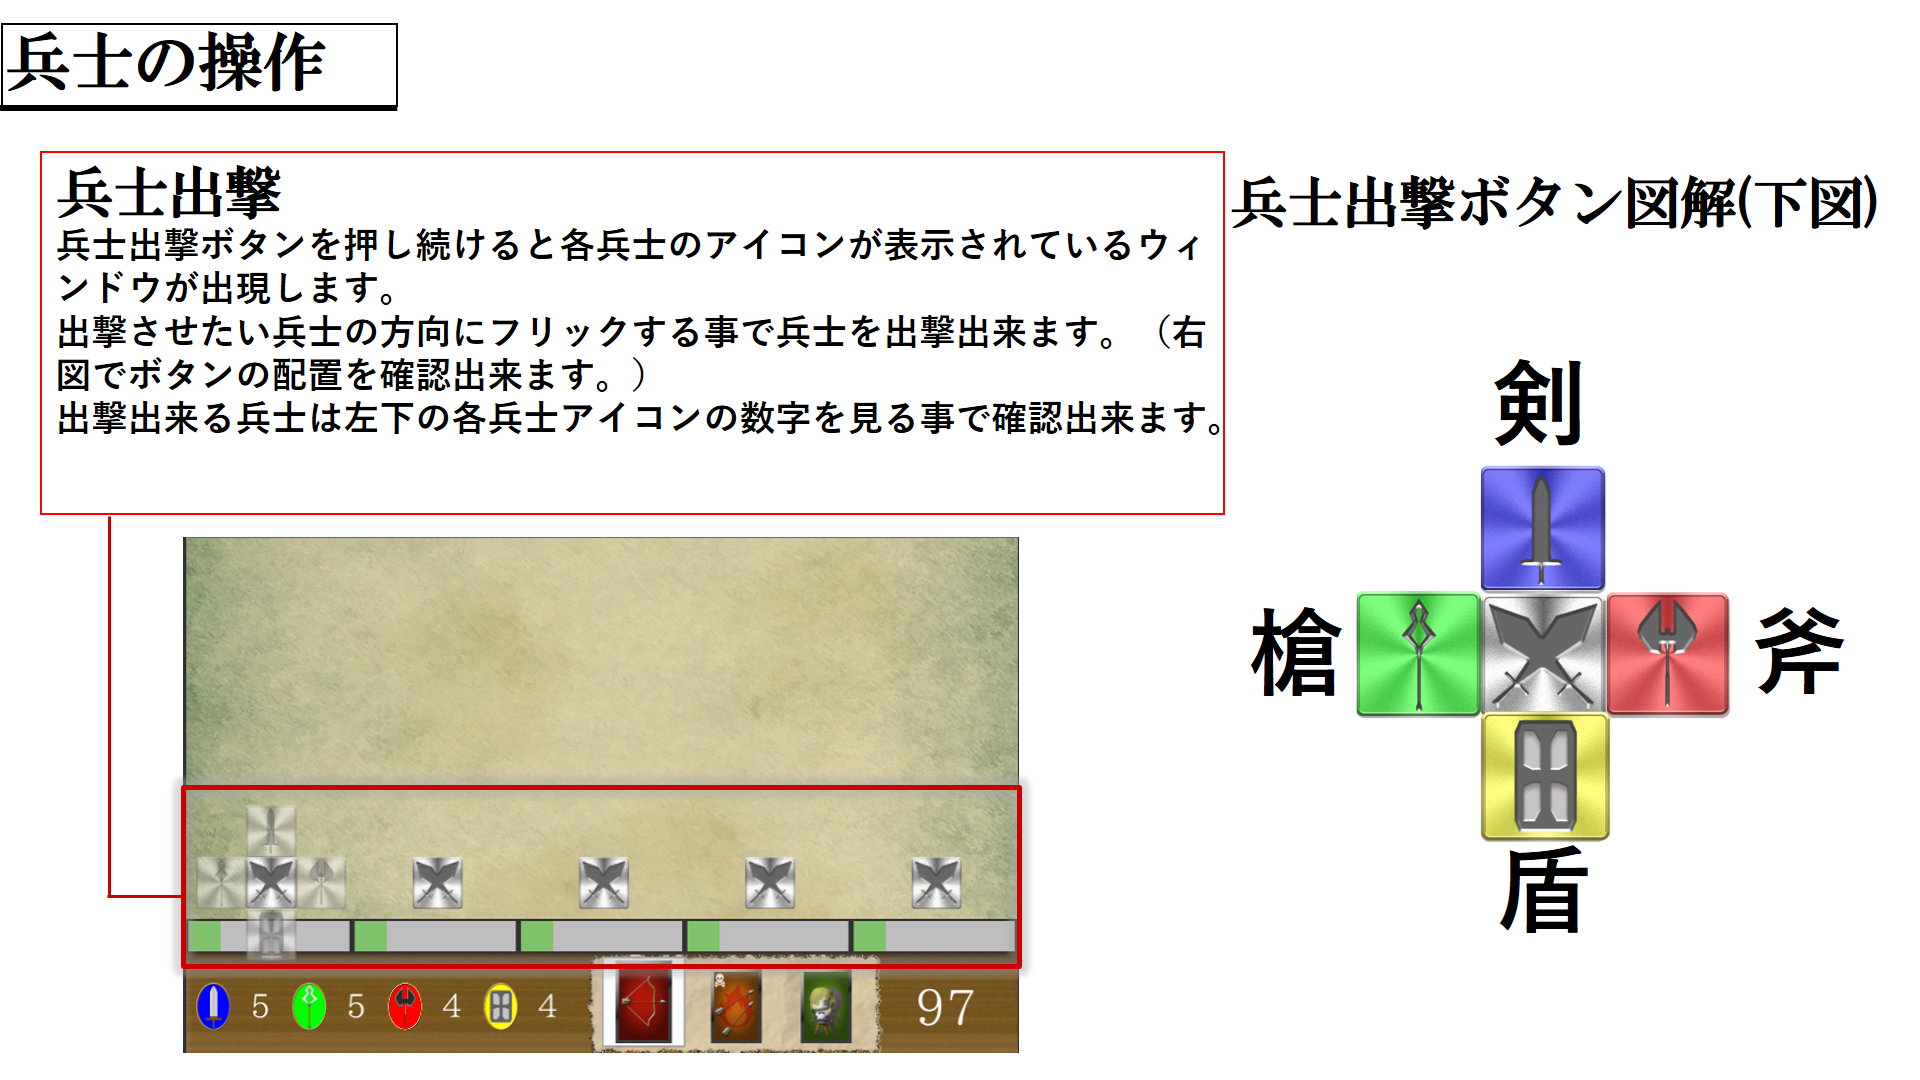 兵士の操作
兵士出撃
兵士出撃ボタンを押し続けると各兵士のアイコンが表示されているウィ
ンドウが出現します。
出撃させたい兵士の方向にフリックする事で兵士を出撃出来ます。（右
図でボタンの配置を確認出来ます。）
出撃出来る兵士は左下の各兵士アイコンの数字を見る事で確認出来ます。
兵士出撃ボタン図解(下図)
剣
槍
斧
盾
5 5 4 4 97